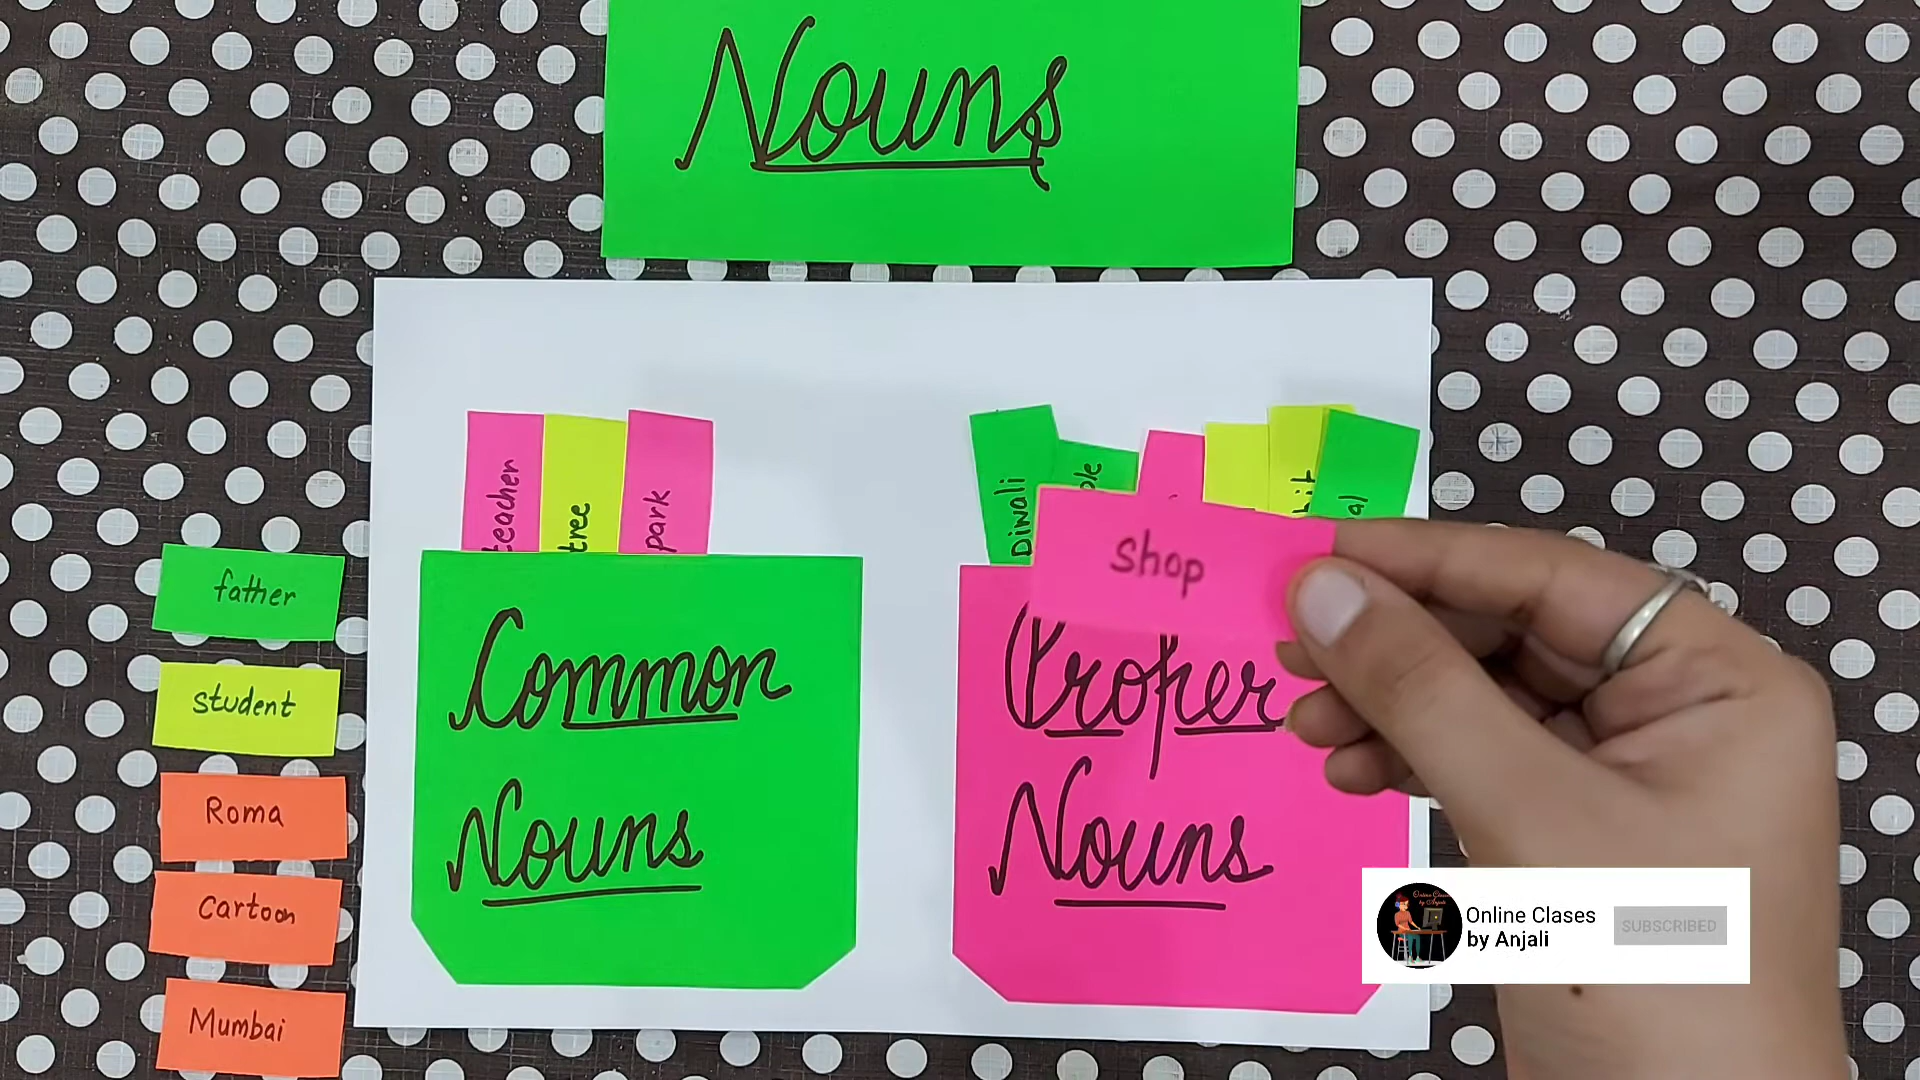 Nouns
teacher
tree
park
Diwali
shop
father
student
Roma
Cartoon
Mumbai
Common
Nouns
Proper
Nouns
Online Clases
by Anjali
SUBSCRIBED